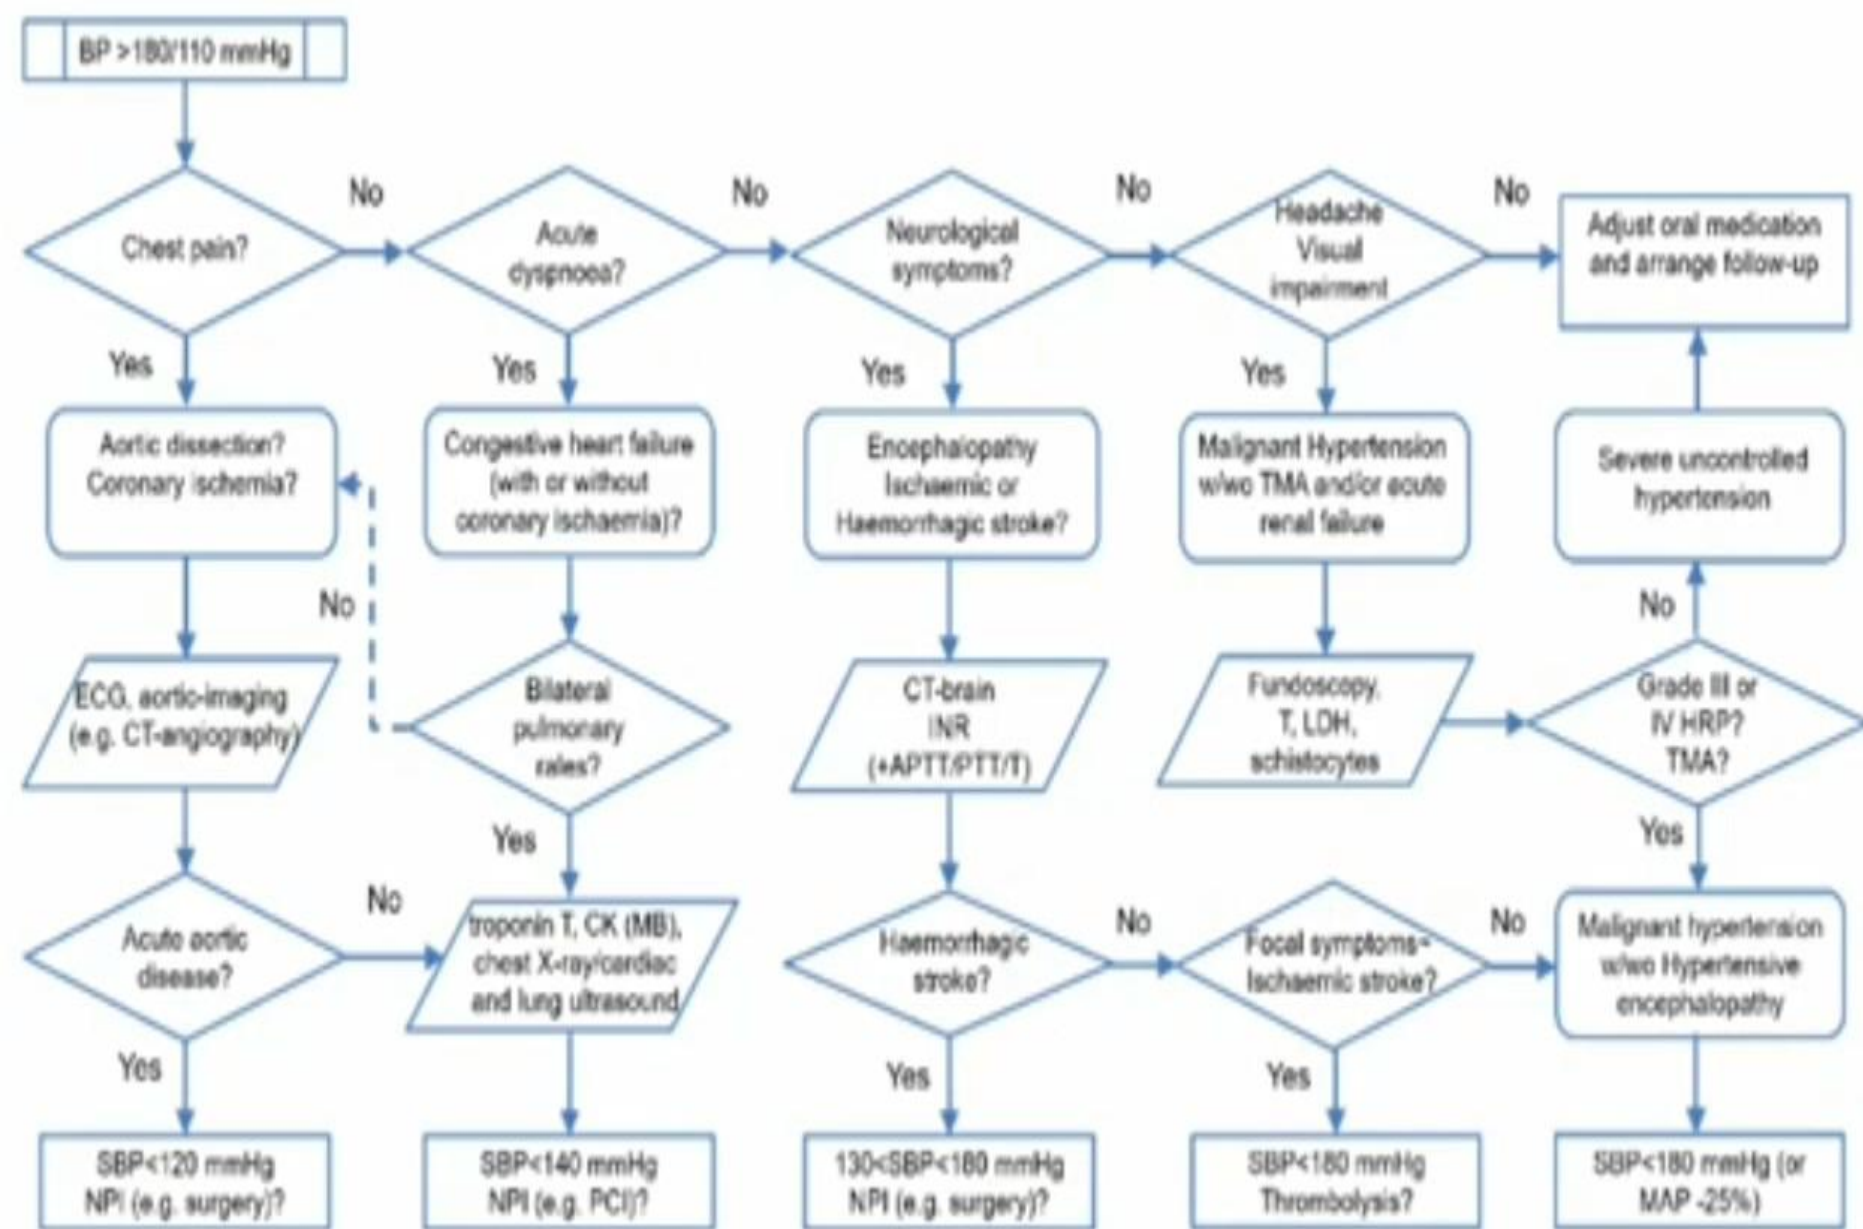 BP >180/110 mmHg
No
No
No
No
Chest pain?
Acute
dyspnoea?
Neurological
symptoms?
Headache
Visual
impairment
Adjust oral medication
and arrange follow-up
Yes
Yes
Yes
Yes
Aortic dissection?
Coronary ischemia?
Congestive heart failure
(with or without
coronary ischaemia)?
Encephalopathy
Ischaemic or
Haemorrhagic stroke?
Malignant Hypertension
w/wo TMA and/or acute
renal failure
Severe uncontrolled
hypertension
No
No
ECG, aortic-imaging
(e.g. CT-angiography)
Bilateral
pulmonary
rales?
CT-brain
INR
(+APTT/PTT/T)
Fundoscopy,
T, LDH,
schistocytes
Grade III or
IV HRP?
TMA?
Yes
Yes
No
No
No
Acute aortic
disease?
troponin T, CK (MB),
chest X-ray/cardiac
and lung ultrasound
Haemorrhagic
stroke?
Focal symptoms~
Ischaemic stroke?
Malignant hypertension
w/wo Hypertensive
encephalopathy
Yes
Yes
Yes
SBP<120 mmHg
NPI (e.g. surgery)?
SBP<140 mmHg
NPI (e.g. PCI)?
130<SBP<180 mmHg
NPI (e.g. surgery)?
SBP<180 mmHg
Thrombolysis?
SBP<180 mmHg (or
MAP -25%)